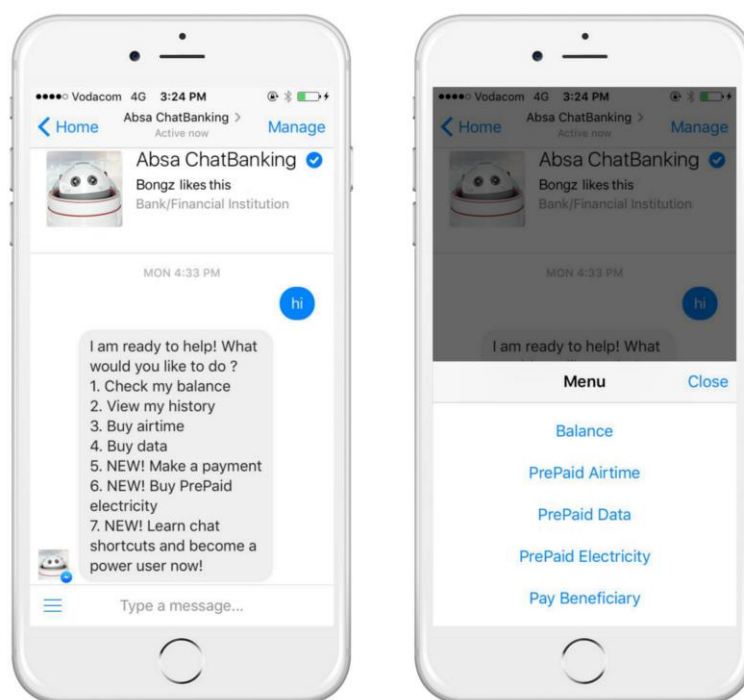 ●●●●○ Vodacom 4G 3:24 PM
Home
Absa ChatBanking >
Active now
Manage
Absa ChatBanking
Bongz likes this
Bank/Financial Institution
MON 4:33 PM
hi
I am ready to help! What
would you like to do ?
1. Check my balance
2. View my history
3. Buy airtime
4. Buy data
5. NEW! Make a payment
6. NEW! Buy PrePaid
electricity
7. NEW! Learn chat
shortcuts and become a
power user now!
Type a message...
●●●●○ Vodacom 4G 3:24 PM
Home
Absa ChatBanking >
Active now
Manage
Absa ChatBanking
Bongz likes this
Bank/Financial Institution
MON 4:33 PM
hi
I am ready to help! What
Menu
Close
Balance
PrePaid Airtime
PrePaid Data
PrePaid Electricity
Pay Beneficiary